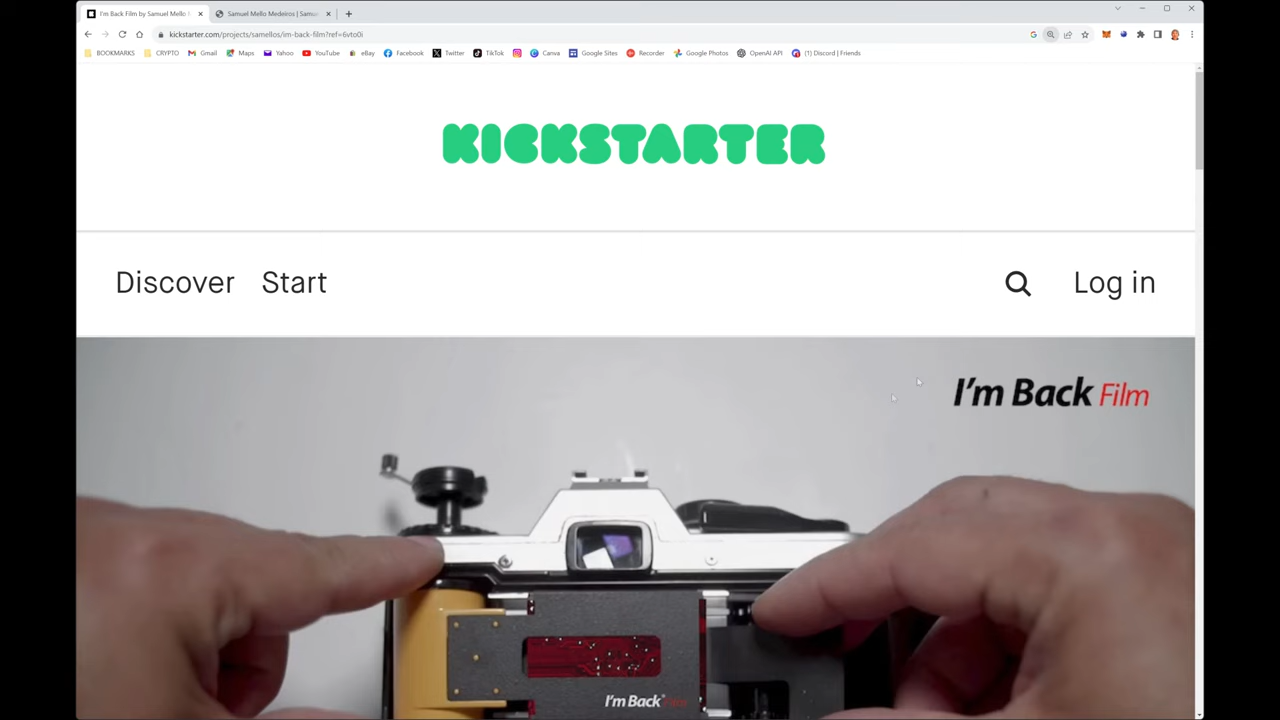 I'm Back Film by Samuel Mello M
Samuel Mello Medeiros | Samue
kickstarter.com/projects/samellos/im-back-film?ref=6vto0i
BOOKMARKS CRYPTO Gmail Maps Yahoo YouTube eBay Facebook Twitter TikTok Canva Google Sites Recorder Google Photos OpenAI API (1) Discord | Friends
KICKSTARTER
Discover Start Log in
I'm Back Film
I'm Back® Film